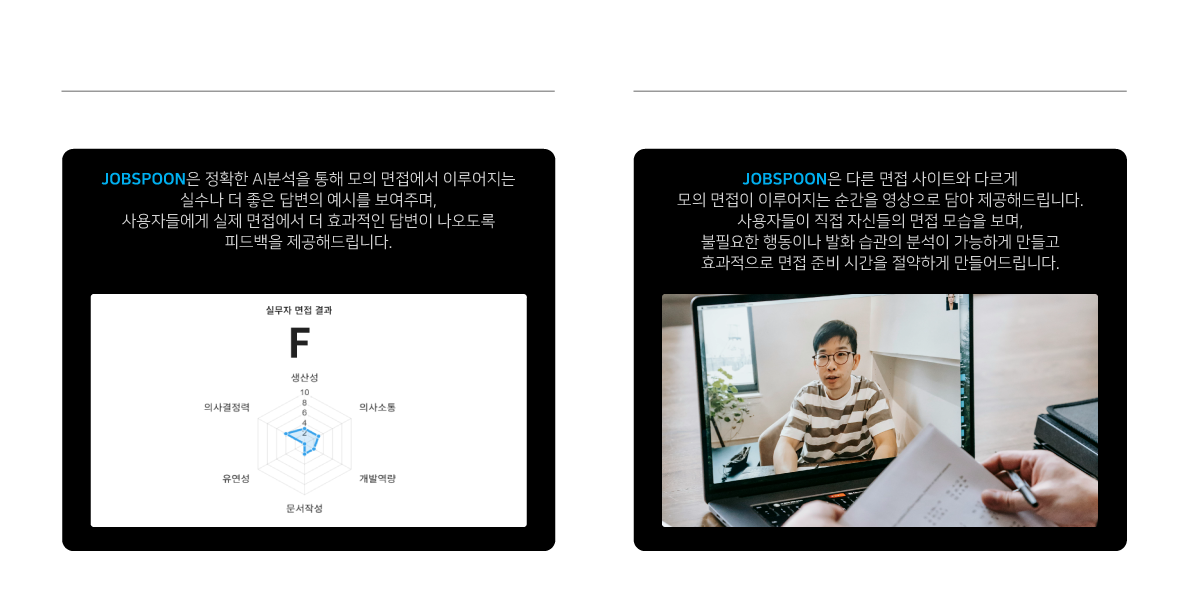 JOBSPOON은 정확한 AI분석을 통해 모의 면접에서 이루어지는
실수나 더 좋은 답변의 예시를 보여주며,
사용자들에게 실제 면접에서 더 효과적인 답변이 나오도록
피드백을 제공해드립니다.
실무자 면접 결과
F
생산성
10
8
6
4
2
의사결정력
의사소통
유연성
개발역량
문서작성
JOBSPOON은 다른 면접 사이트와 다르게
모의 면접이 이루어지는 순간을 영상으로 담아 제공해드립니다.
사용자들이 직접 자신들의 면접 모습을 보며,
불필요한 행동이나 발화 습관의 분석이 가능하게 만들고
효과적으로 면접 준비 시간을 절약하게 만들어드립니다.